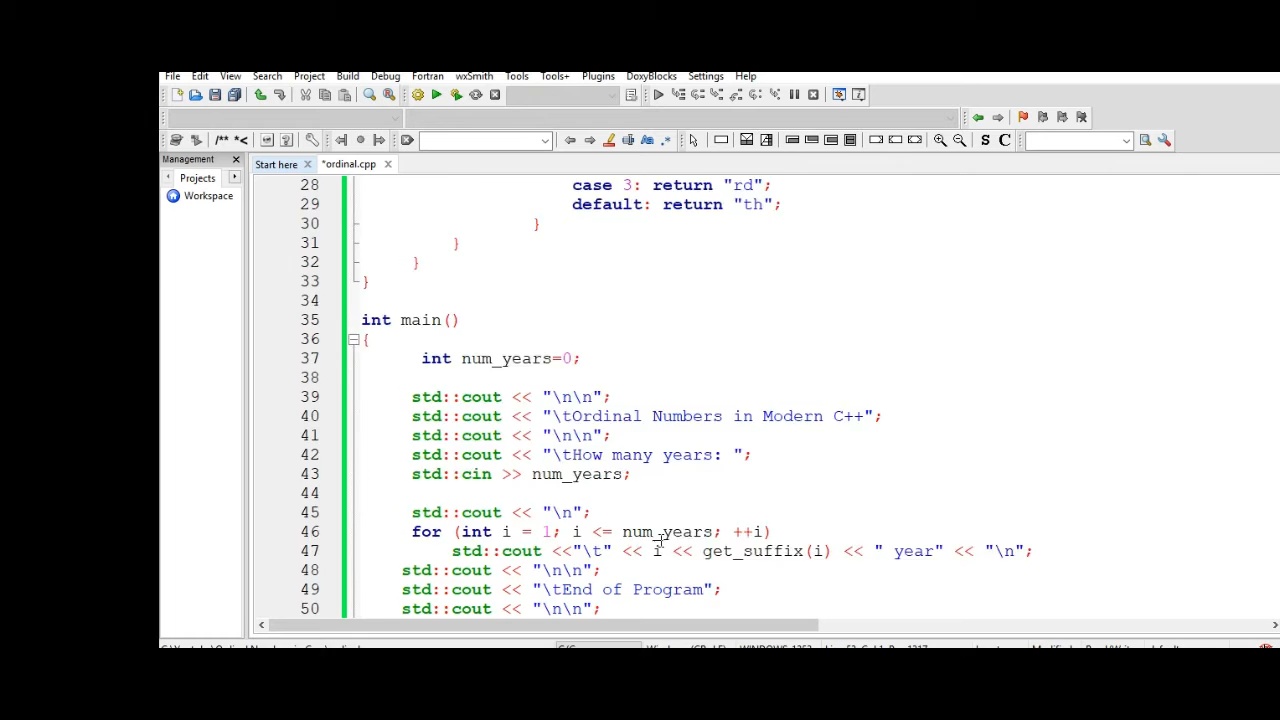 File Edit View Search Project Build Debug Fortran wxSmith Tools Tools+ Plugins DoxyBlocks Settings Help
/** *<
S C
Management
Start here *ordinal.cpp
Projects
Workspace
28 case 3: return "rd";
29 default: return "th";
30 }
31 }
32 }
33 }
34
35 int main()
36 {
37 int num_years=0;
38
39 std::cout << "\n\n";
40 std::cout << "\tOrdinal Numbers in Modern C++";
41 std::cout << "\n\n";
42 std::cout << "\tHow many years: ";
43 std::cin >> num_years;
44
45 std::cout << "\n";
46 for (int i = 1; i <= num_years; ++i)
47 std::cout <<"\t" << i << get_suffix(i) << " year" << "\n";
48 std::cout << "\n\n";
49 std::cout << "\tEnd of Program";
50 std::cout << "\n\n";